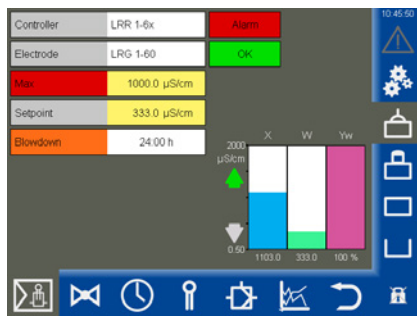 10:45:50
Controller LRR 1-6x Alarm
Electrode LRG 1-60 OK
Max 1000.0 µS/cm
Setpoint 333.0 µS/cm
Blowdown 24:00 h
X W Yw
2000
µS/cm
0.50
1103.0 333.0 100 %